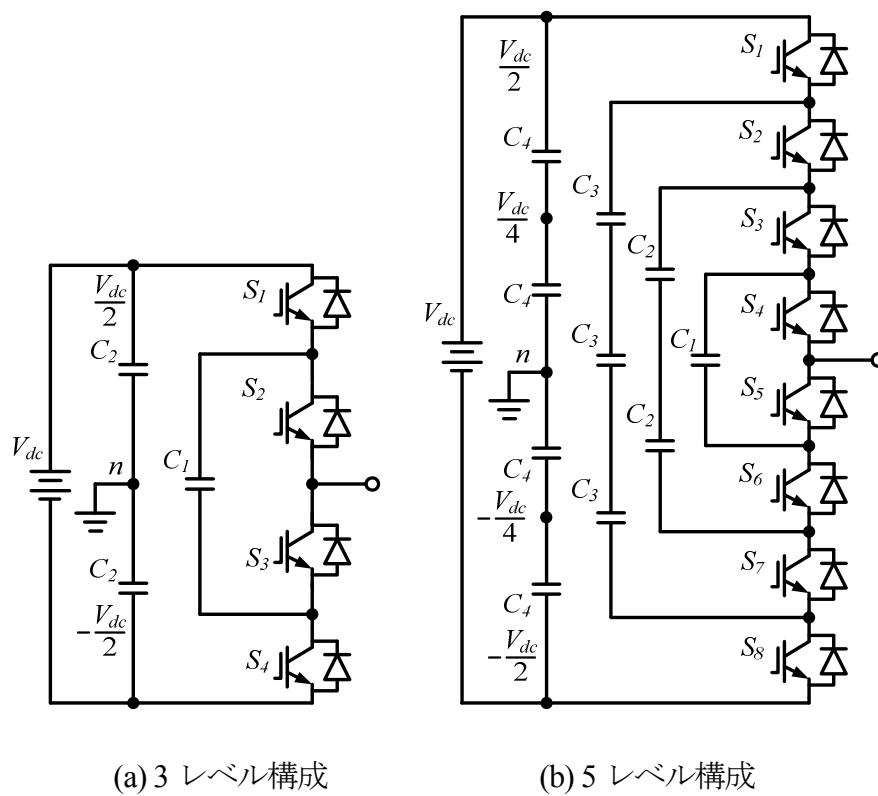 V_dc
V_dc/2
C_2
n
C_2
-V_dc/2
C_1
S_1
S_2
S_3
S_4
(a) 3 レベル構成
V_dc
V_dc/2
C_4
V_dc/4
C_4
n
C_4
-V_dc/4
C_4
-V_dc/2
C_3
C_3
C_3
C_2
C_2
C_1
S_1
S_2
S_3
S_4
S_5
S_6
S_7
S_8
(b) 5 レベル構成